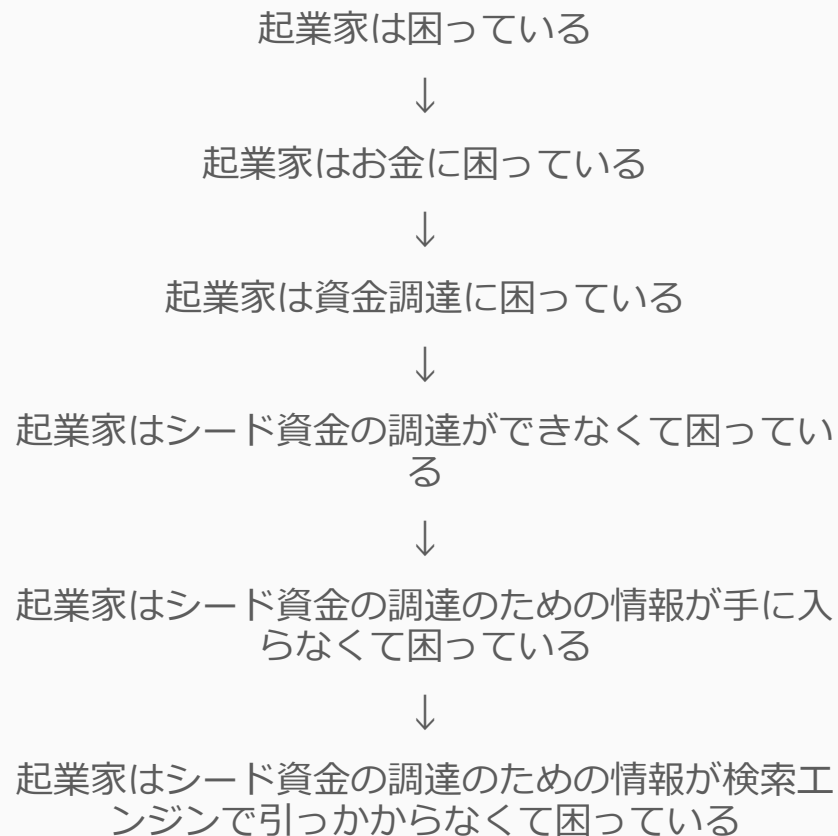 起業家は困っている
↓
起業家はお金に困っている
↓
起業家は資金調達に困っている
↓
起業家はシード資金の調達ができなくて困ってい
る
↓
起業家はシード資金の調達のための情報が手に入
らなくて困っている
↓
起業家はシード資金の調達のための情報が検索エ
ンジンで引っかからなくて困っている